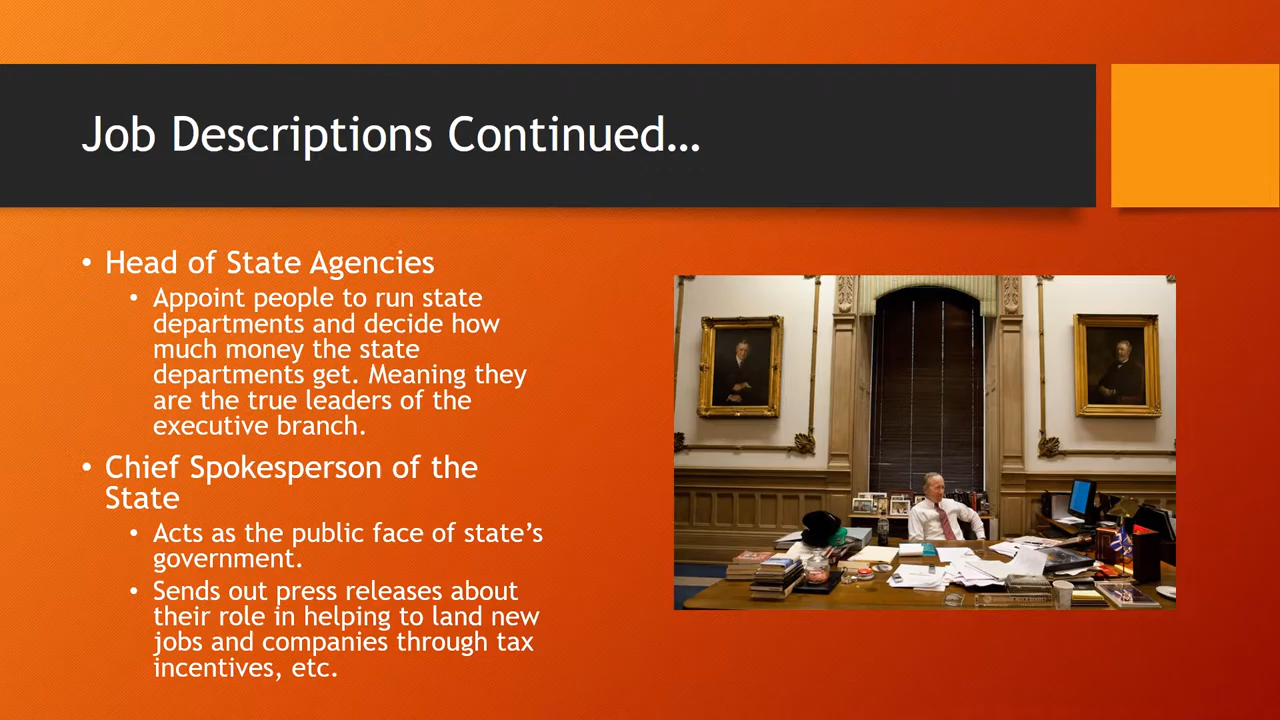 Job Descriptions Continued…
• Head of State Agencies
• Appoint people to run state
departments and decide how
much money the state
departments get. Meaning they
are the true leaders of the
executive branch.
• Chief Spokesperson of the
State
• Acts as the public face of state’s
government.
• Sends out press releases about
their role in helping to land new
jobs and companies through tax
incentives, etc.